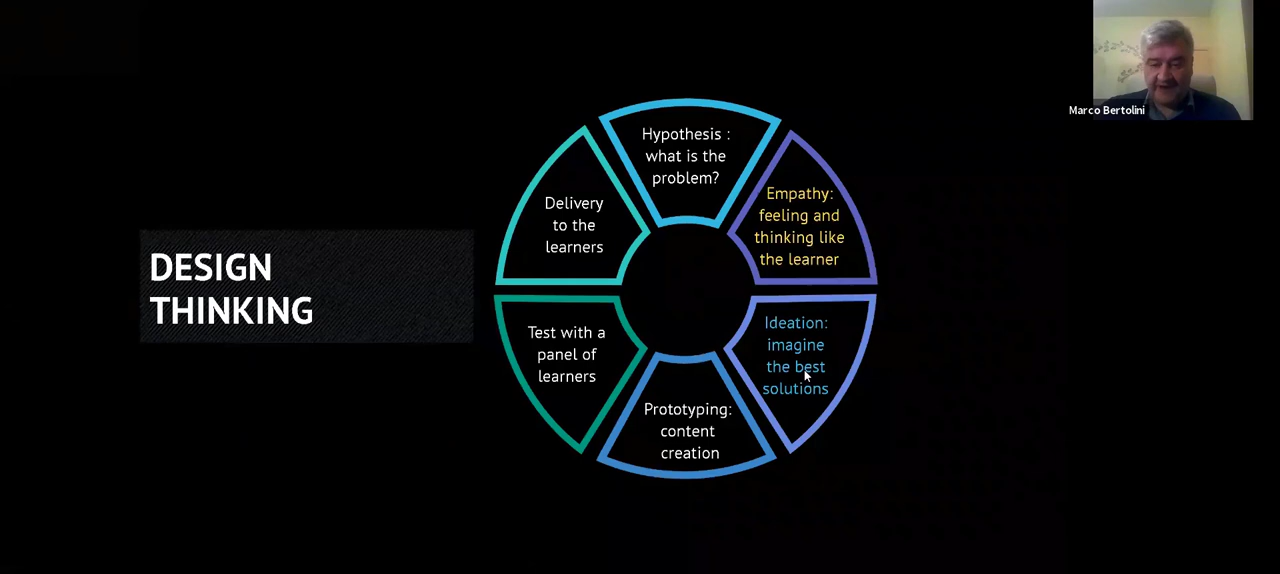 Marco Bertolini
DESIGN
THINKING
Hypothesis :
what is the
problem?
Empathy:
feeling and
thinking like
the learner
Ideation:
imagine
the best
solutions
Prototyping:
content
creation
Test with a
panel of
learners
Delivery
to the
learners